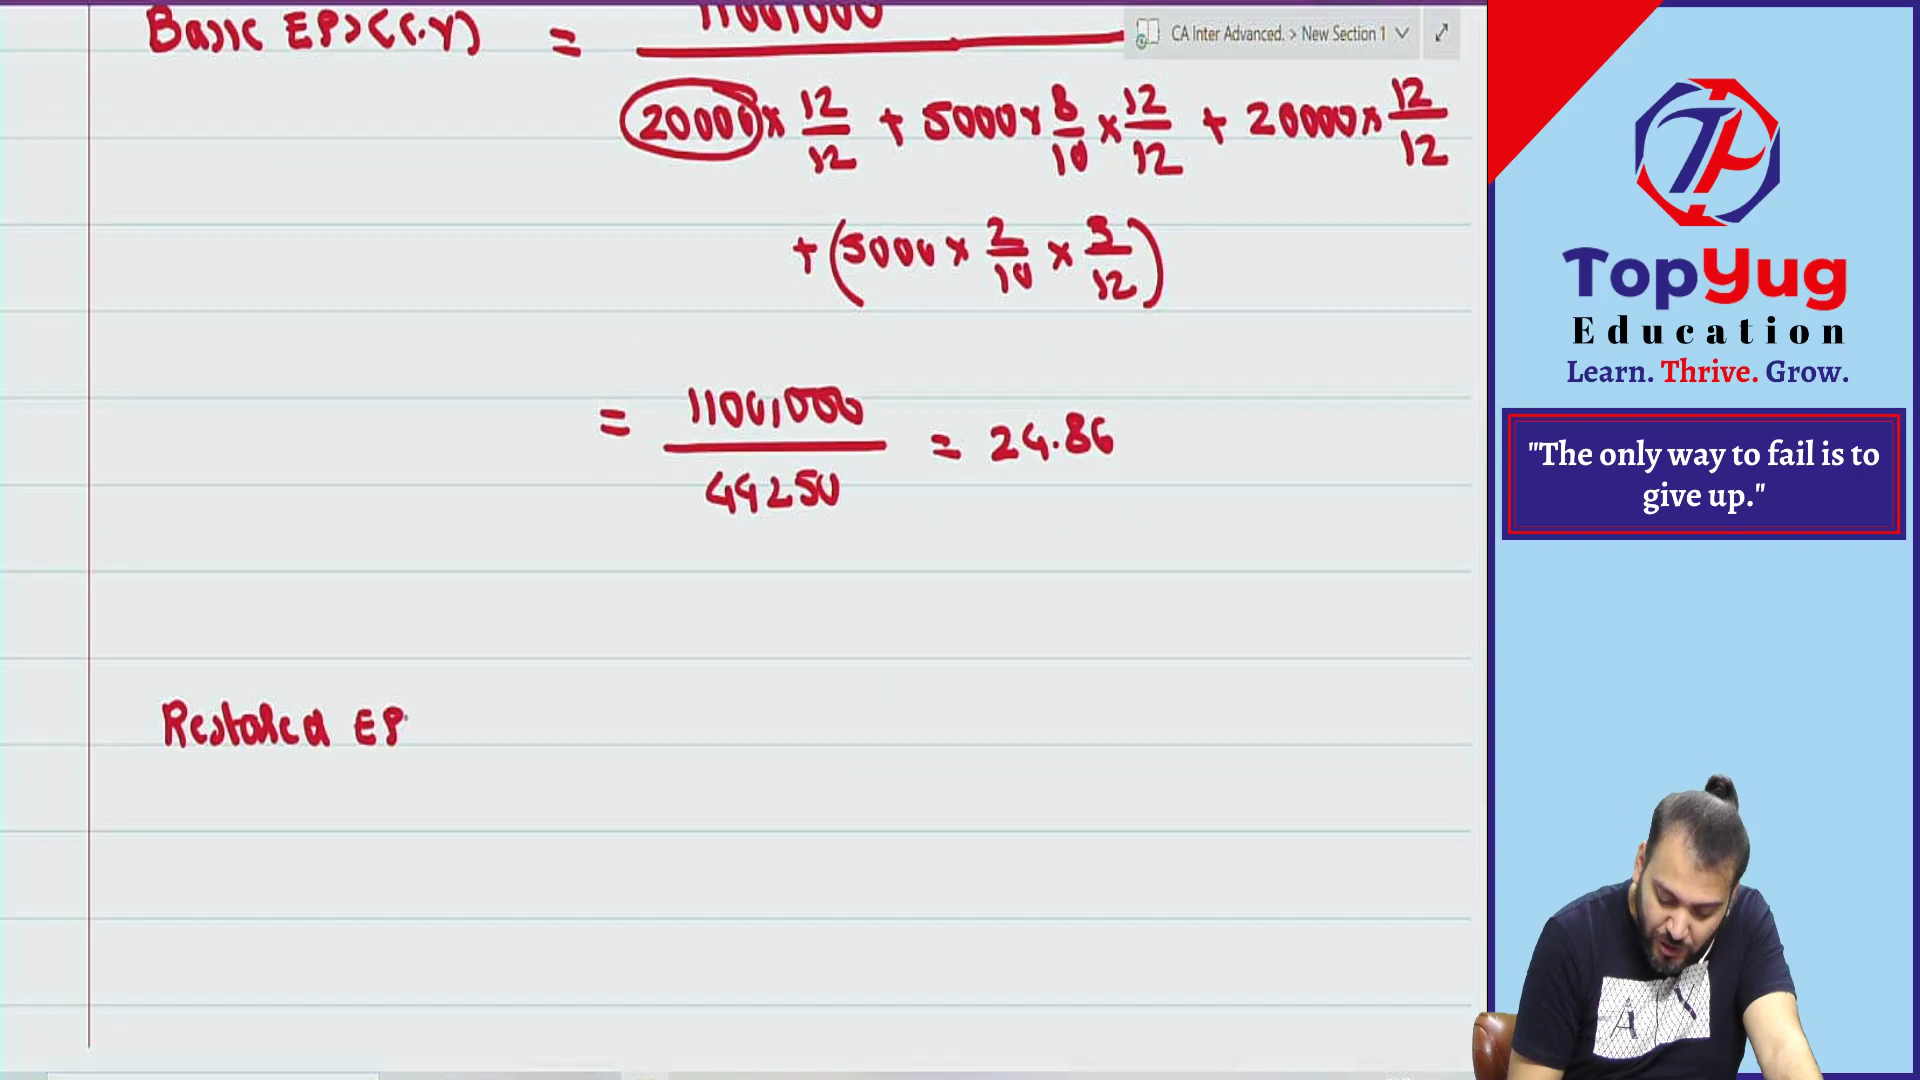 Basic EPS (C.Y) = 1100,000
CA Inter Advanced. > New Section 1
20000 × 12/12 + 5000 × 8/10 × 12/12 + 20000 × 12/12
+ (5000 × 2/10 × 3/12)
= 1100,000 / 44250 = 24.86
Restated EP
TopYug
Education
Learn. Thrive. Grow.
"The only way to fail is to
give up."
A